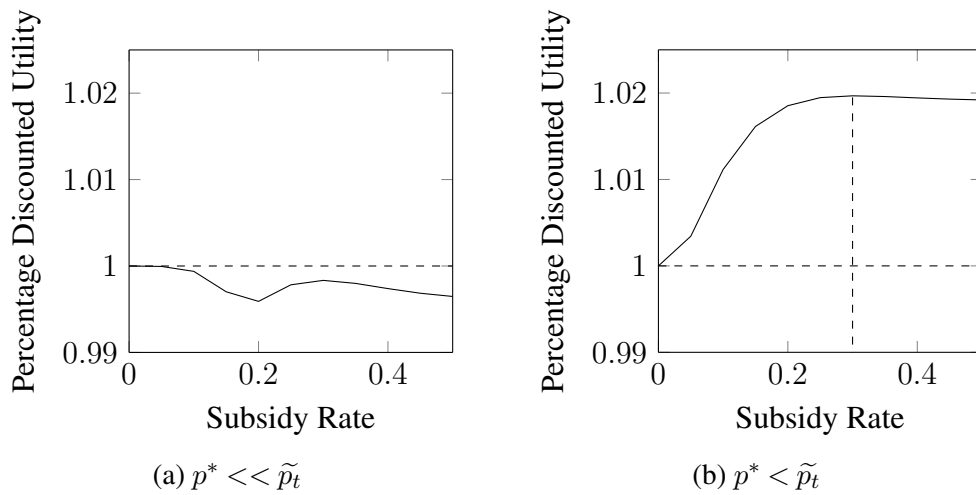 Percentage Discounted Utility
1.02
1.01
1
0.99
0
0.2
0.4
Subsidy Rate
(a) p* << p̃_t
Percentage Discounted Utility
1.02
1.01
1
0.99
0
0.2
0.4
Subsidy Rate
(b) p* < p̃_t